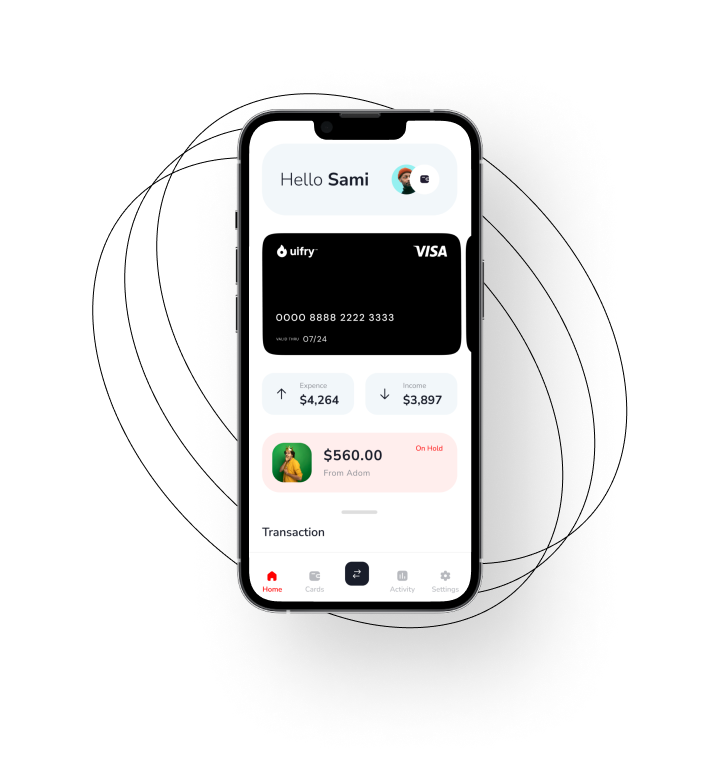 Hello Sami
uifry™
VISA
0000 8888 2222 3333
VALID THRU 07/24
Expence
$4,264
Income
$3,897
$560.00
On Hold
From Adom
Transaction
Home
Cards
Activity
Settings